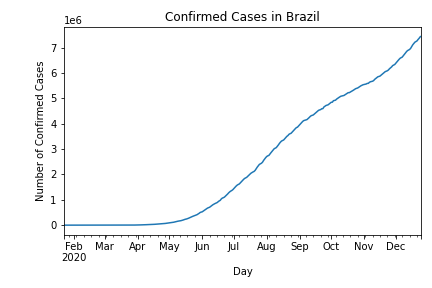 Confirmed Cases in Brazil
1e6
7
6
5
4
3
2
1
0
Number of Confirmed Cases
Feb Mar Apr May Jun Jul Aug Sep Oct Nov Dec
2020
Day